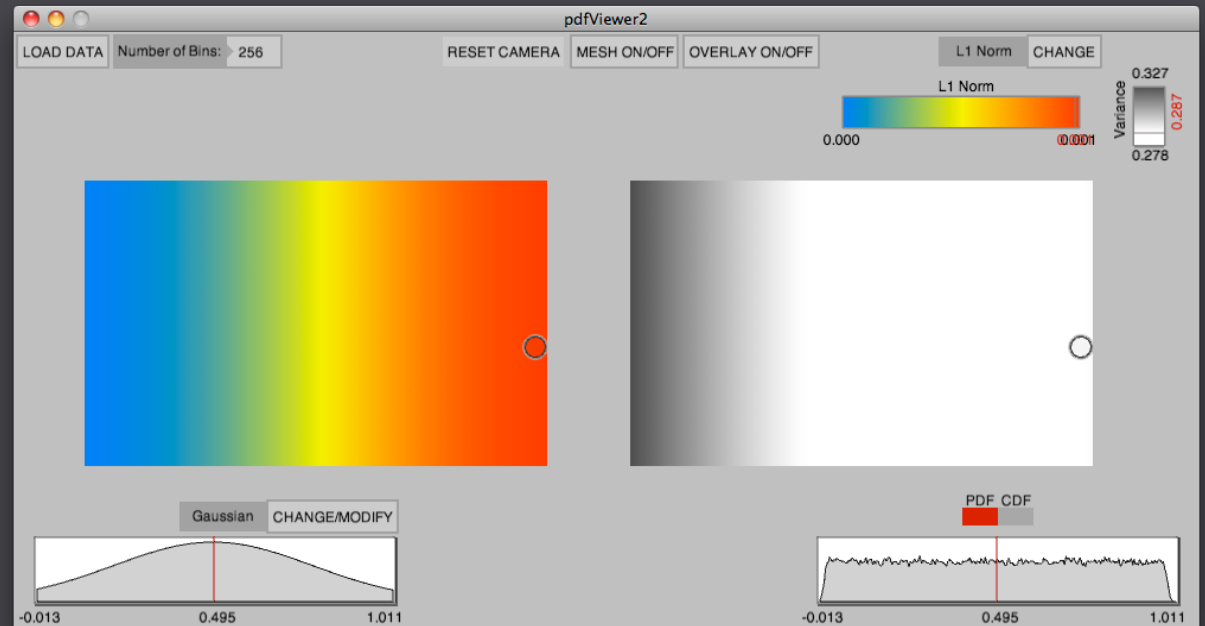 pdfViewer2
LOAD DATA Number of Bins: 256 RESET CAMERA MESH ON/OFF OVERLAY ON/OFF L1 Norm CHANGE
L1 Norm
0.000 0.001
0.327
Variance 0.287
0.278
Gaussian CHANGE/MODIFY
-0.013 0.495 1.011
PDF CDF
-0.013 0.495 1.011